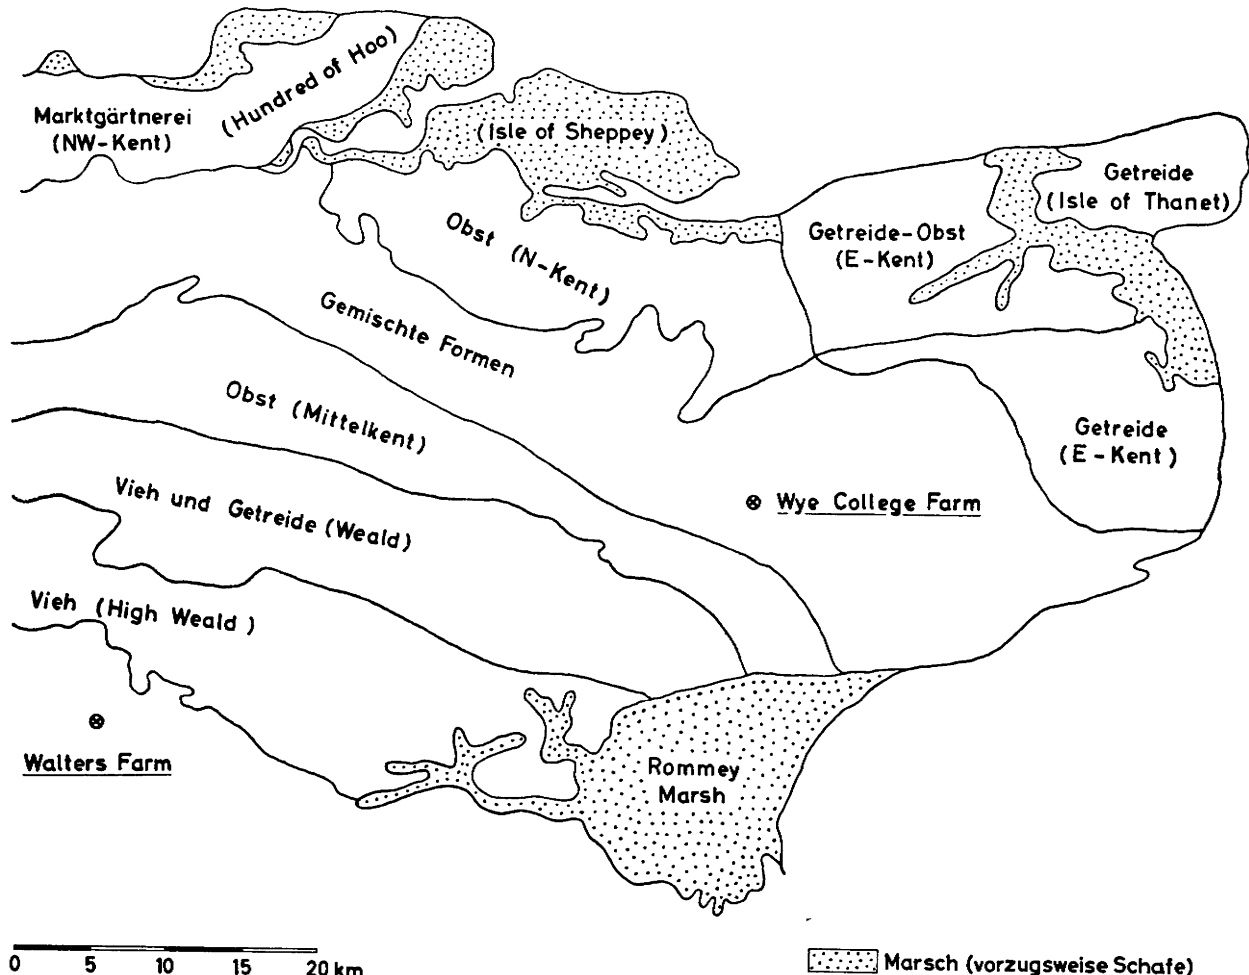 Marktgärtnerei
(NW-Kent)
(Hundred of Hoo)
(Isle of Sheppey)
Getreide
(Isle of Thanet)
Obst (N-Kent)
Getreide-Obst
(E-Kent)
Gemischte Formen
Obst (Mittelkent)
Getreide
(E-Kent)
Vieh und Getreide (Weald)
Wye College Farm
Vieh (High Weald)
Walters Farm
Rommey
Marsh
0 5 10 15 20 km
Marsch (vorzugsweise Schafe)